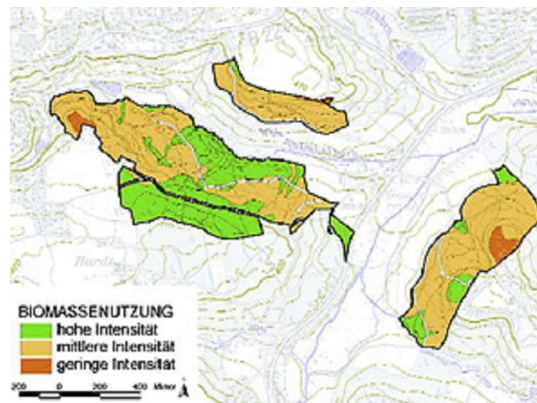 BIOMASSENUTZUNG
hohe Intensität
mittlere Intensität
geringe Intensität
200 0 200 400 Meter